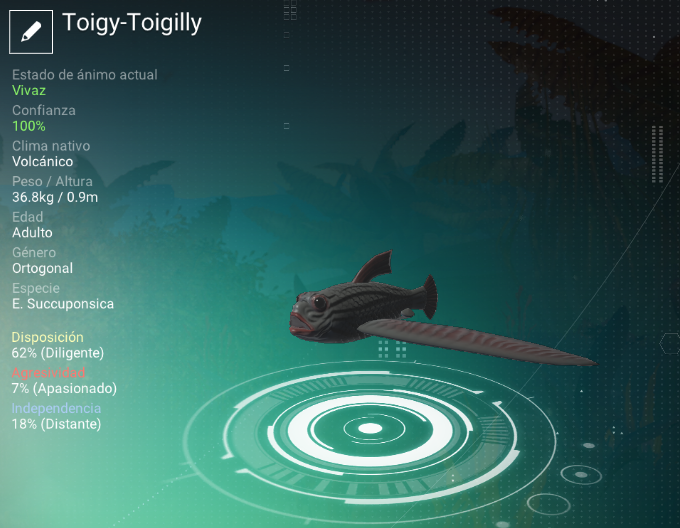 Toigy-Toigilly
Estado de ánimo actual
Vivaz
Confianza
100%
Clima nativo
Volcánico
Peso / Altura
36.8kg / 0.9m
Edad
Adulto
Género
Ortogonal
Especie
E. Succuponsica
Disposición
62% (Diligente)
Agresividad
7% (Apasionado)
Independencia
18% (Distante)